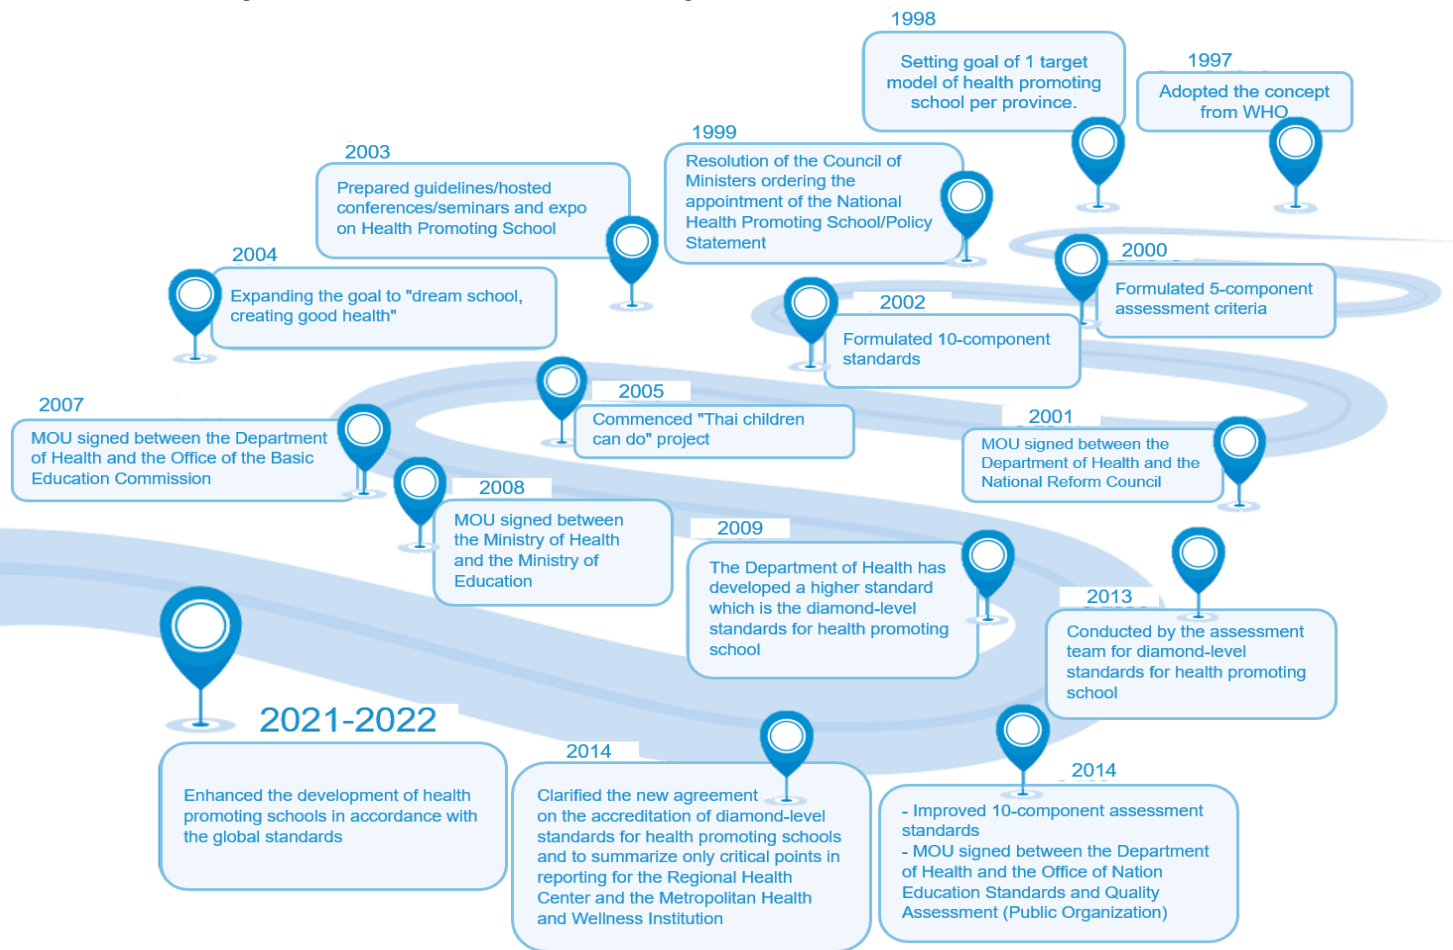 1998
Setting goal of 1 target
model of health promoting
school per province.
1997
Adopted the concept
from WHO
1999
Resolution of the Council of
Ministers ordering the
appointment of the National
Health Promoting School/Policy
Statement
2003
Prepared guidelines/hosted
conferences/seminars and expo
on Health Promoting School
2004
Expanding the goal to "dream school,
creating good health"
2000
Formulated 5-component
assessment criteria
2002
Formulated 10-component
standards
2005
Commenced "Thai children
can do" project
2001
MOU signed between the
Department of Health and the
National Reform Council
2007
MOU signed between the Department
of Health and the Office of the Basic
Education Commission
2008
MOU signed between
the Ministry of Health
and the Ministry of
Education
2009
The Department of Health has
developed a higher standard
which is the diamond-level
standards for health promoting
school
2013
Conducted by the assessment
team for diamond-level
standards for health promoting
school
2021-2022
Enhanced the development of health
promoting schools in accordance with
the global standards
2014
Clarified the new agreement
on the accreditation of diamond-level
standards for health promoting schools
and to summarize only critical points in
reporting for the Regional Health
Center and the Metropolitan Health
and Wellness Institution
2014
- Improved 10-component assessment
standards
- MOU signed between the Department
of Health and the Office of Nation
Education Standards and Quality
Assessment (Public Organization)